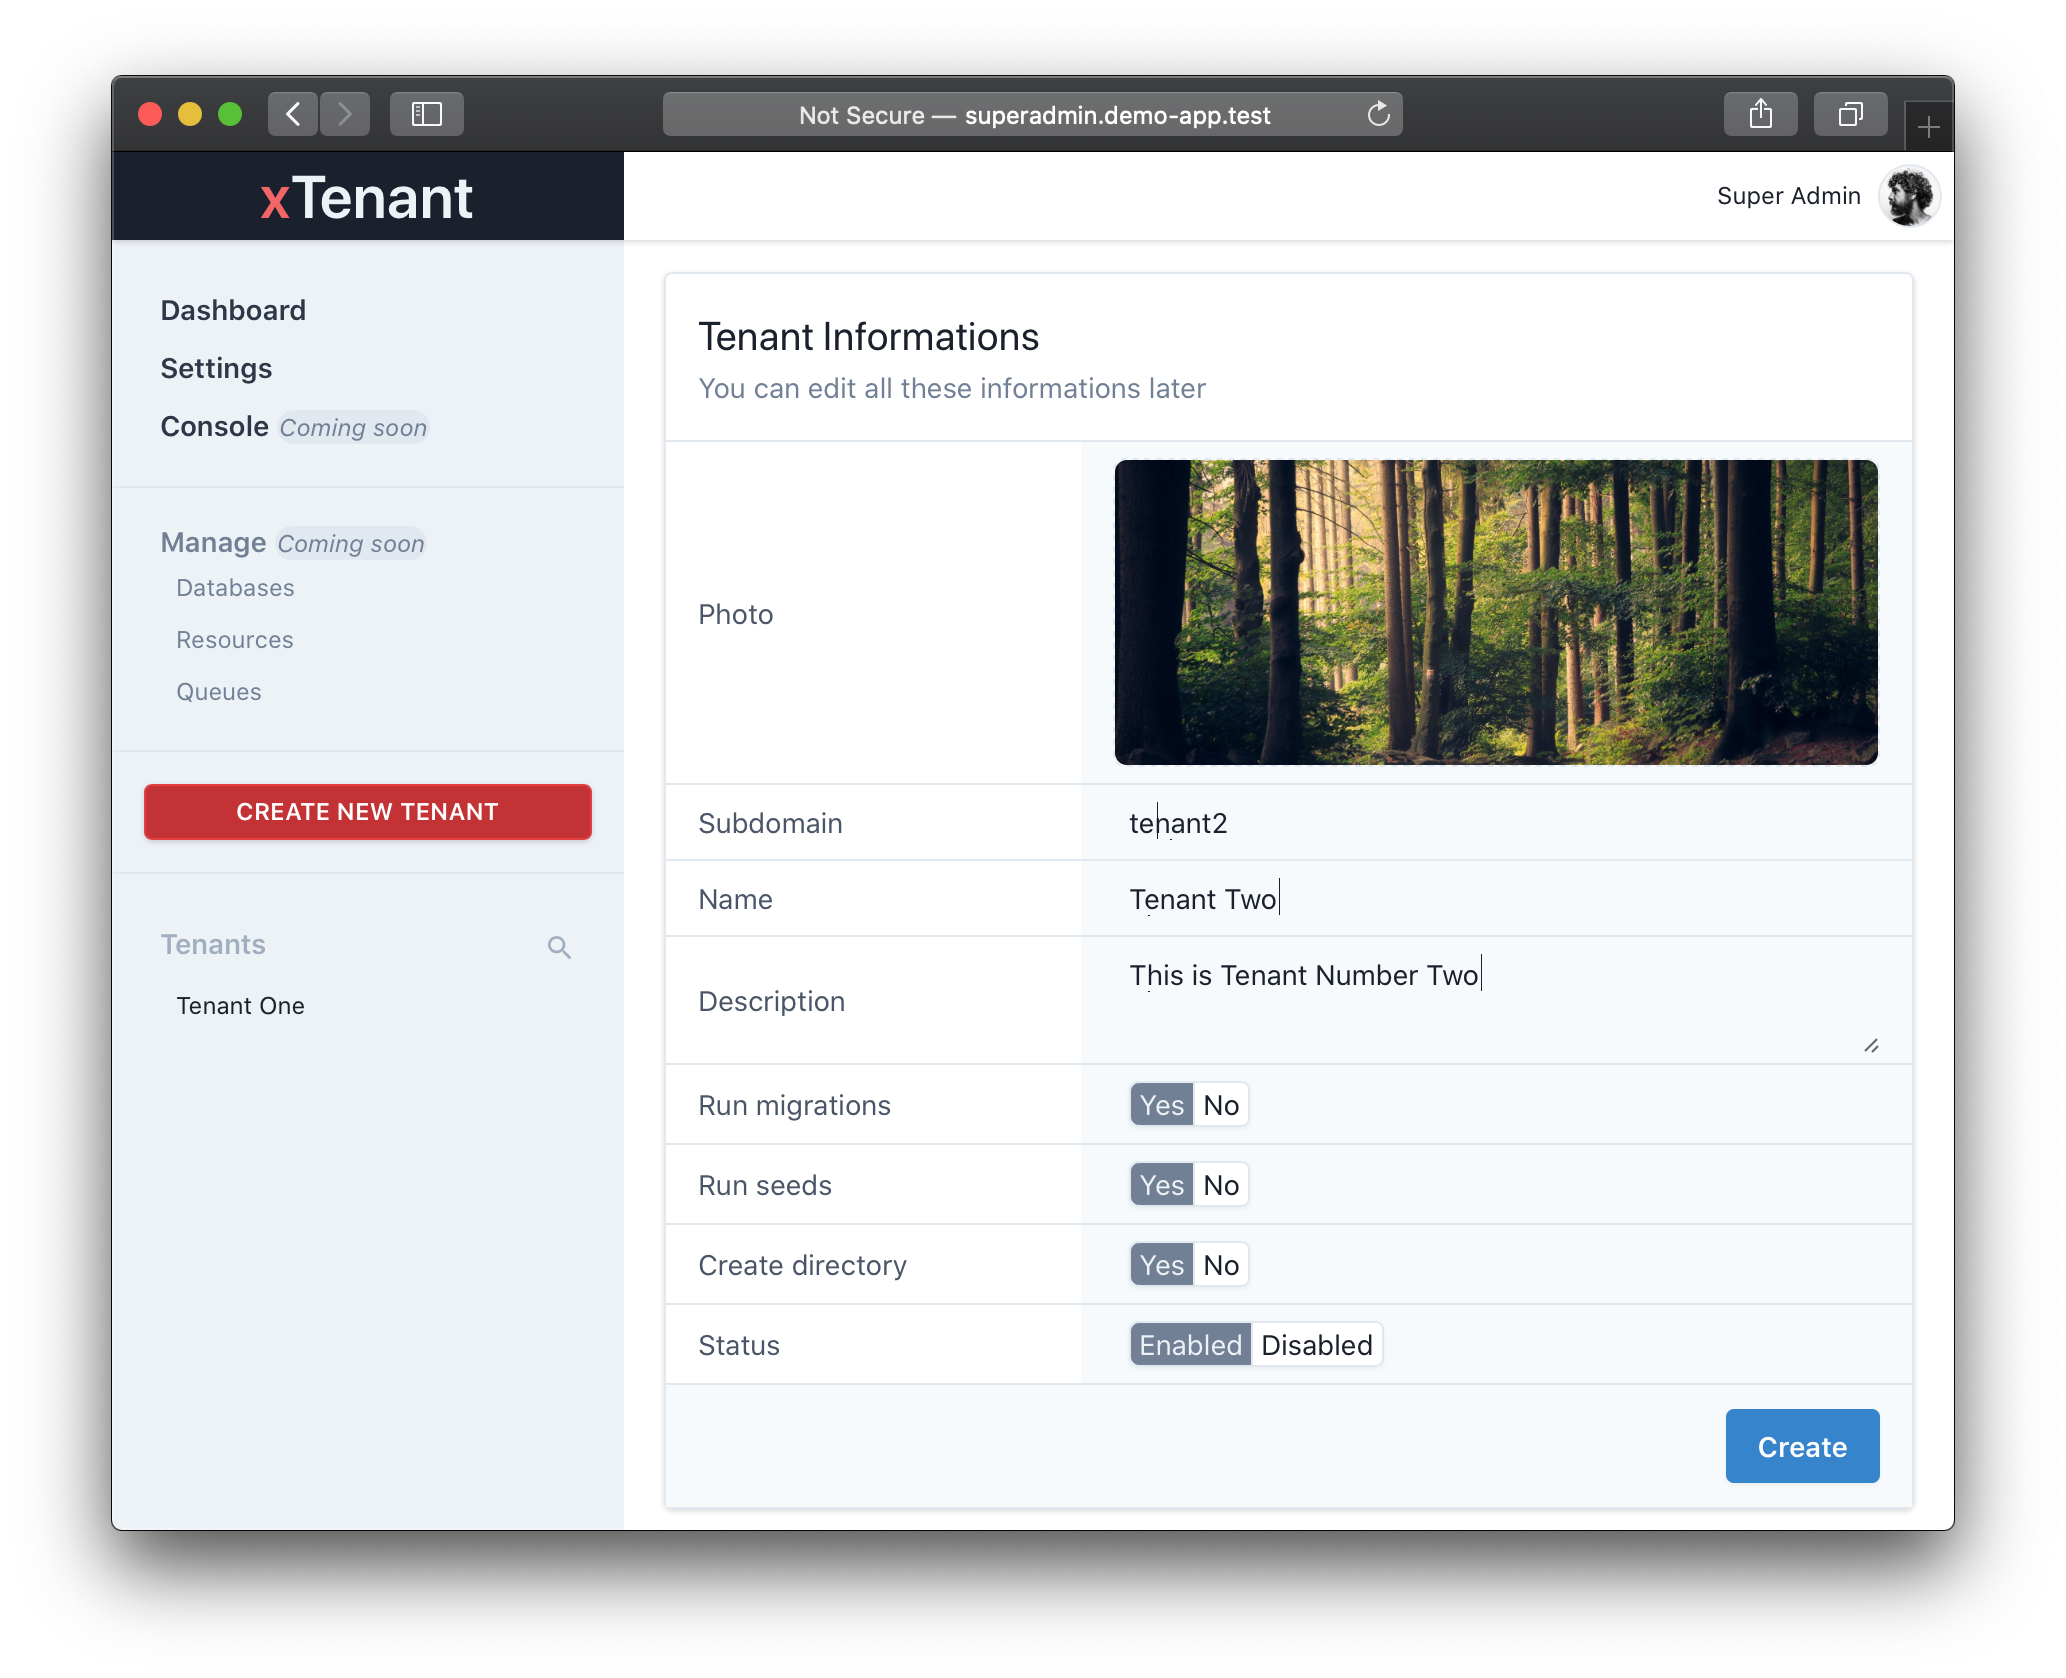 Not Secure — superadmin.demo-app.test
xTenant
Super Admin
Dashboard
Settings
Console Coming soon
Manage Coming soon
Databases
Resources
Queues
CREATE NEW TENANT
Tenants
Tenant One
Tenant Informations
You can edit all these informations later
Photo
Subdomain tenant2
Name Tenant Two
Description This is Tenant Number Two
Run migrations Yes No
Run seeds Yes No
Create directory Yes No
Status Enabled Disabled
Create